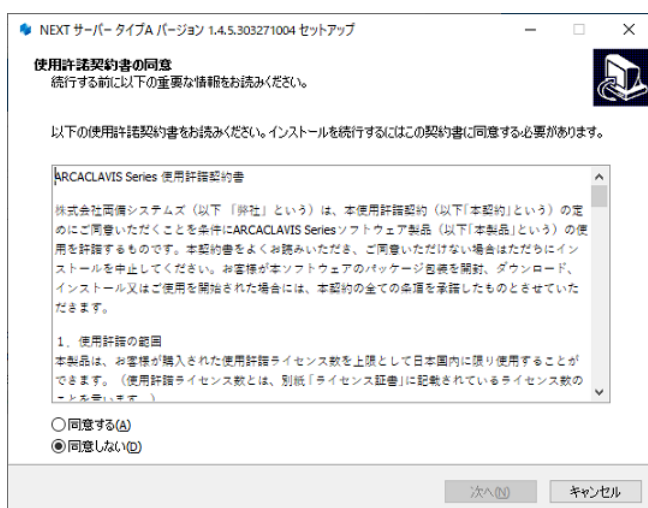 NEXT サーバー タイプA バージョン 1.4.5.303271004 セットアップ
使用許諾契約書の同意
続行する前に以下の重要な情報をお読みください。
以下の使用許諾契約書をお読みください。インストールを続行するにはこの契約書に同意する必要があります。
ARCACLAVIS Series 使用許諾契約書
株式会社両備システムズ（以下 「弊社」という）は、本使用許諾契約（以下「本契約」という）の定
めにご同意いただくことを条件にARCACLAVIS Seriesソフトウェア製品（以下「本製品」という）の使
用を許諾するものです。本契約書をよくお読みいただき、ご同意いただけない場合はただちにイン
ストールを中止してください。お客様が本ソフトウェアのパッケージ包装を開封、ダウンロード、
インストール又はご使用を開始された場合には、本契約の全ての条項を承諾したものとさせていた
だきます。
1．使用許諾の範囲
本製品は、お客様が購入された使用許諾ライセンス数を上限として日本国内に限り使用することが
できます。（使用許諾ライセンス数とは、別紙「ライセンス証書」に記載されているライセンス数の
ことを言います。）
同意する(A)
同意しない(D)
次へ(N)
キャンセル